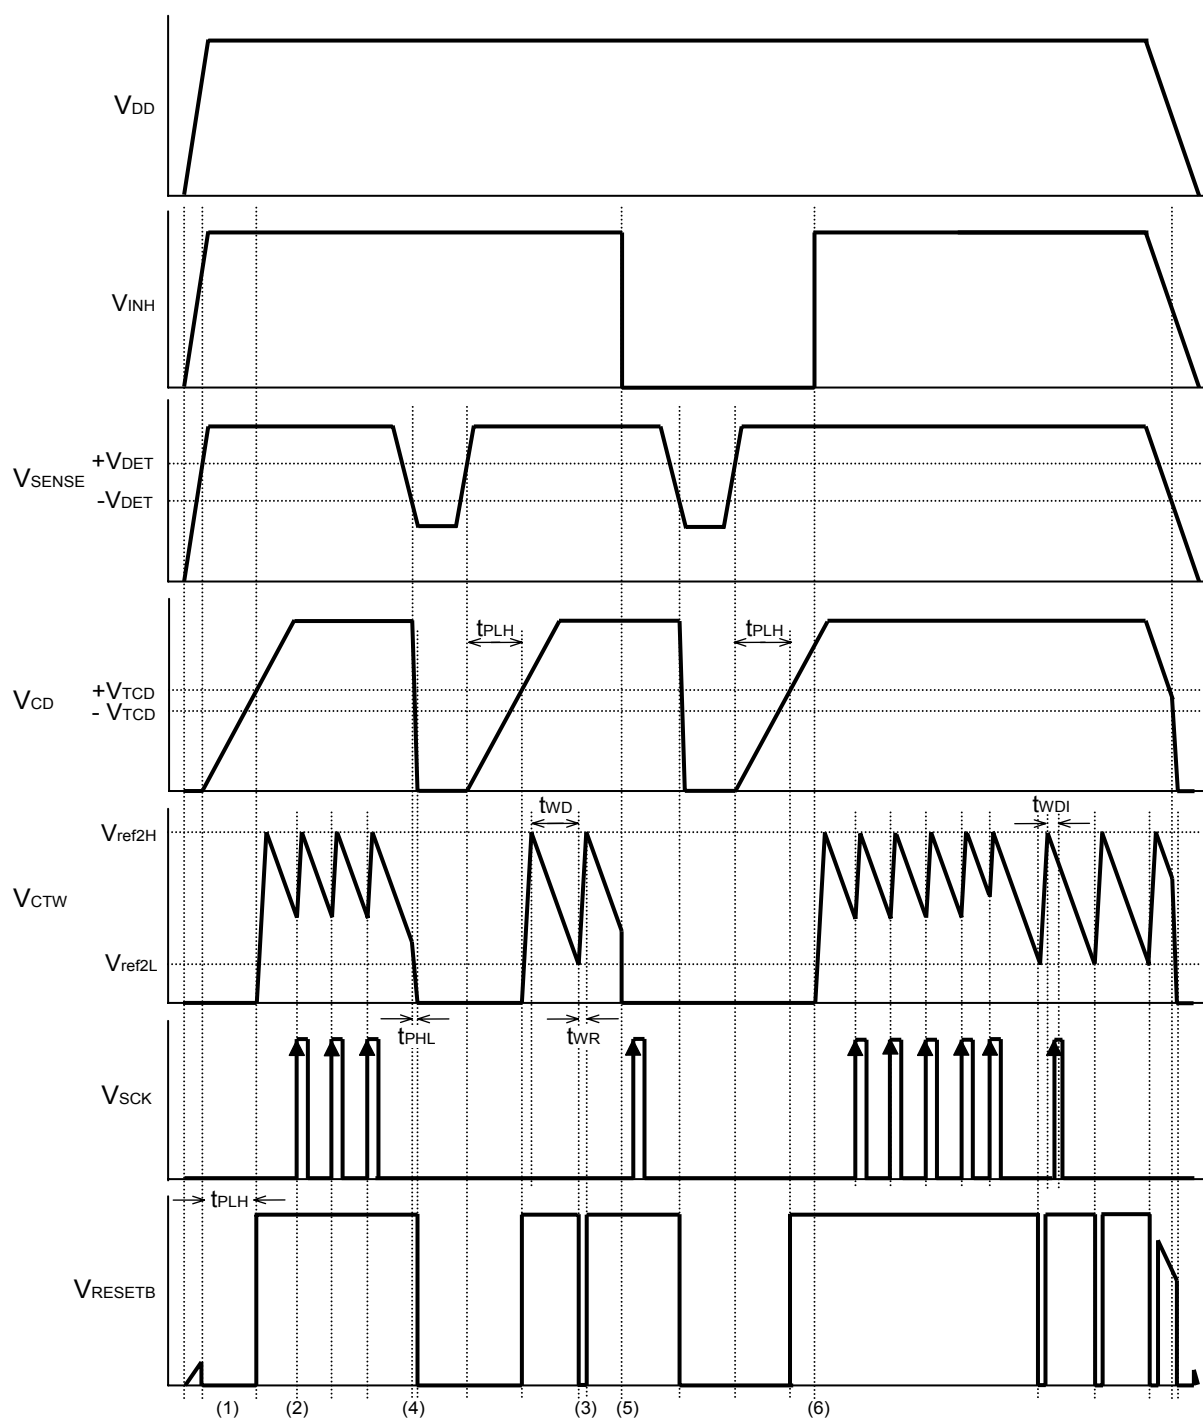 VDD
VINH
VSENSE
+VDET
-VDET
tPLH
tPLH
VCD
+VTCD
- VTCD
tWD
tWDI
Vref2H
VCTW
Vref2L
tPHL
tWR
VSCK
tPLH
VRESETB
(1) (2) (4) (3) (5) (6)